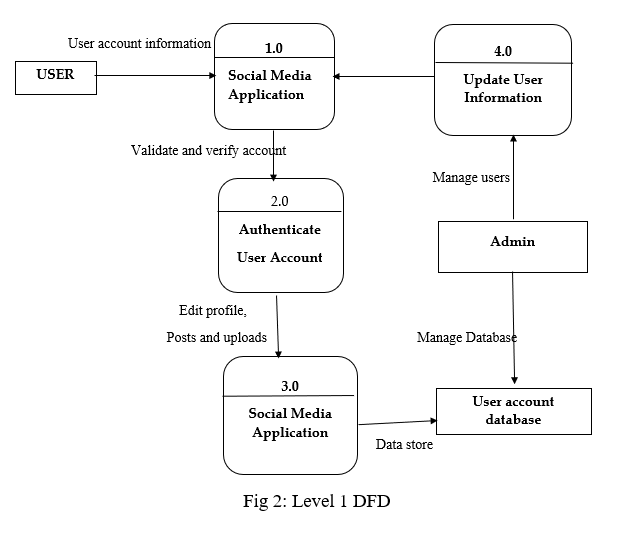 User account information
USER
1.0
Social Media
Application
4.0
Update User
Information
Validate and verify account
Manage users
2.0
Authenticate
User Account
Admin
Edit profile,
Posts and uploads
Manage Database
3.0
Social Media
Application
User account
database
Data store
Fig 2: Level 1 DFD